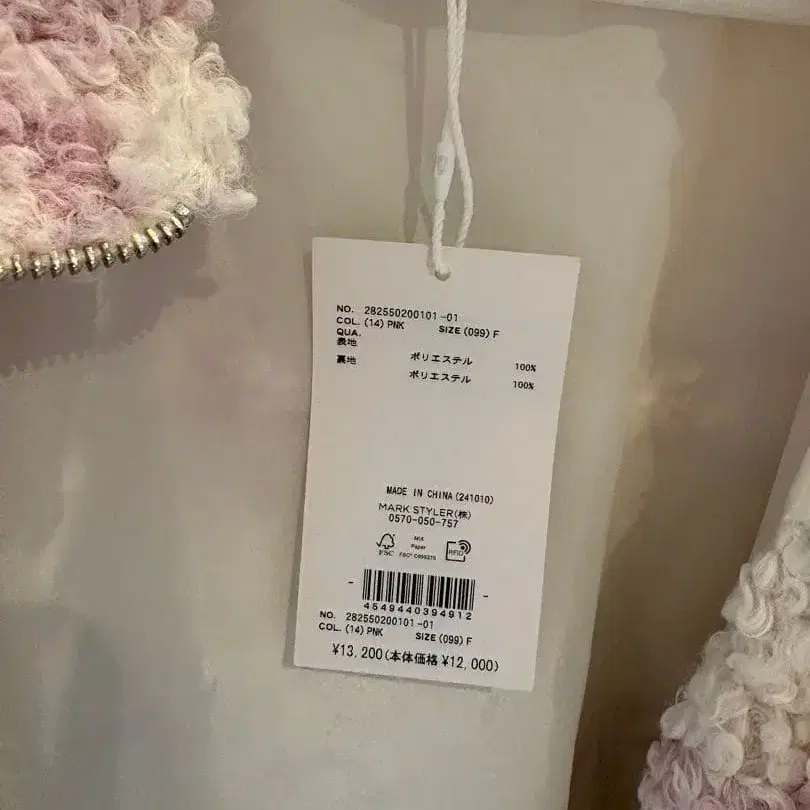 NO. 282550200101-01
COL. (14) PNK SIZE (099) F
QUA.
表地 ポリエステル 100%
裏地 ポリエステル 100%
MADE IN CHINA (241010)
MARK STYLER(株)
0570-050-757
FSC MIX Paper RFID
4549440394912
NO. 282550200101-01
COL. (14) PNK SIZE (099) F
¥13,200(本体価格 ¥12,000)